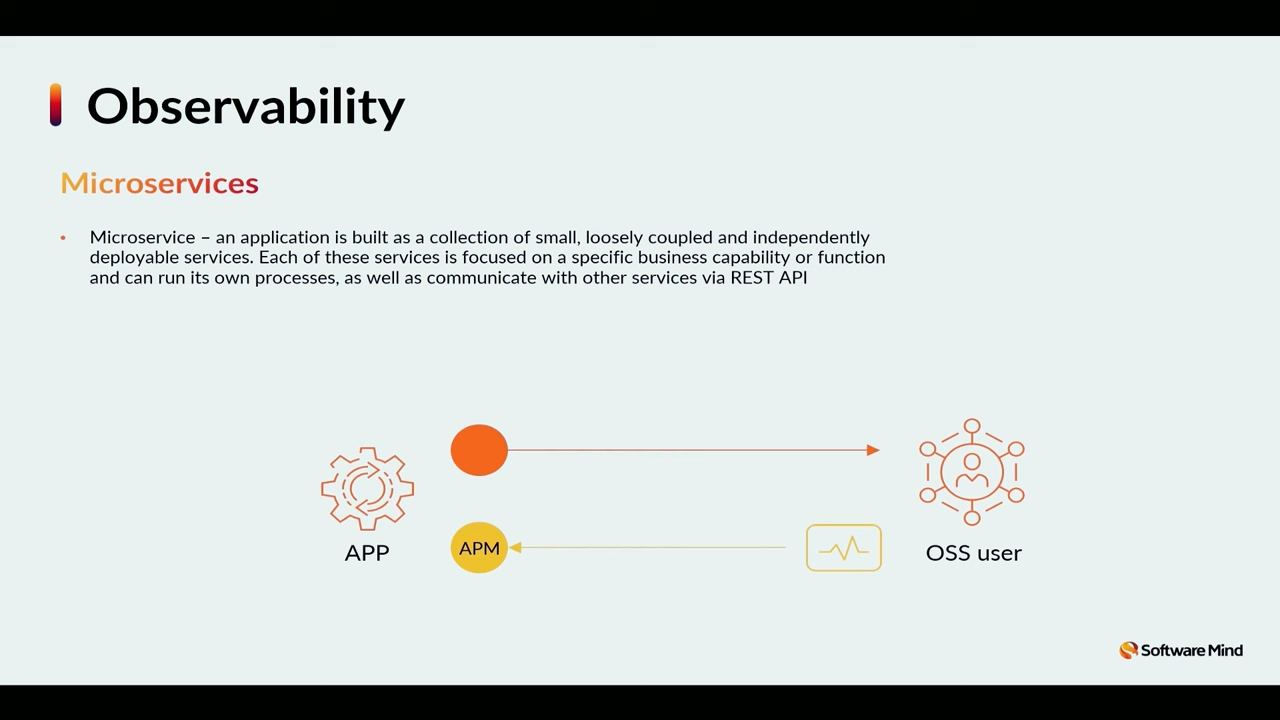 Observability
Microservices
• Microservice – an application is built as a collection of small, loosely coupled and independently
deployable services. Each of these services is focused on a specific business capability or function
and can run its own processes, as well as communicate with other services via REST API
APP
APM
OSS user
Software Mind